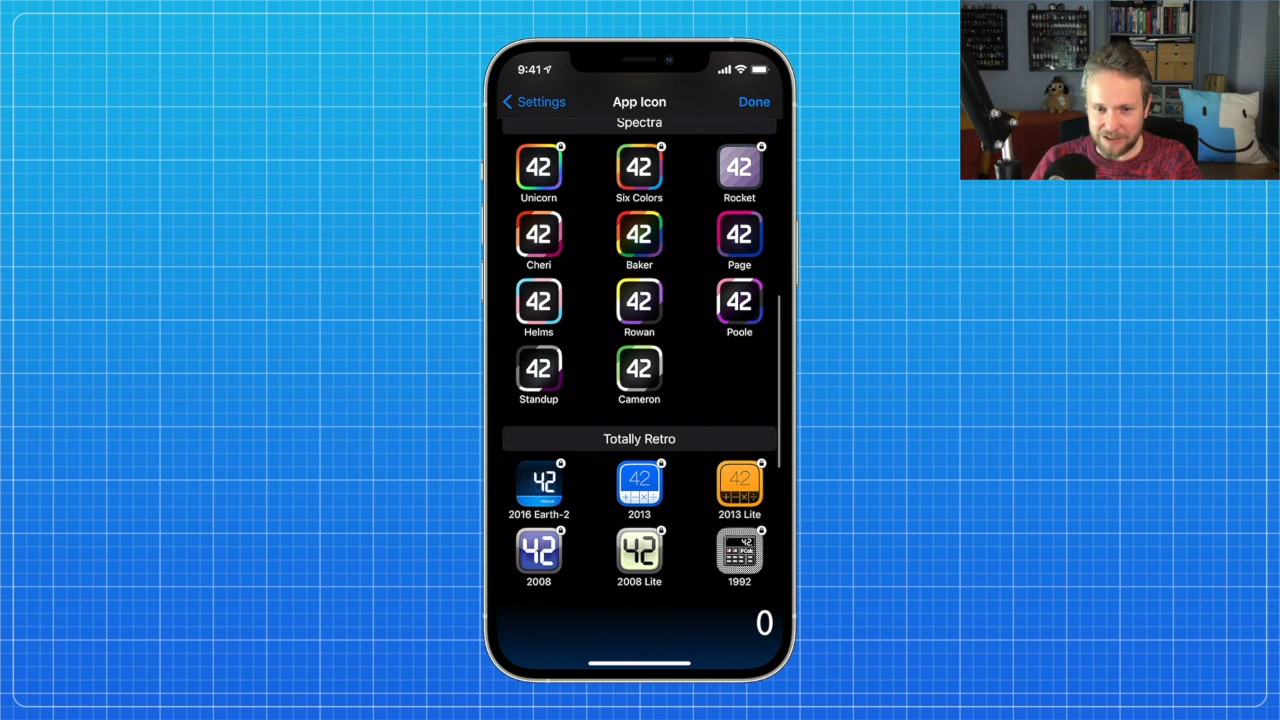 9:41
Settings
App Icon
Done
Spectra
42 42 42
Unicorn Six Colors Rocket
42 42 42
Cheri Baker Page
42 42 42
Helms Rowan Poole
42 42
Standup Cameron
Totally Retro
42 42 42
+ − × ÷ + − × ÷
2016 Earth-2 2013 2013 Lite
42 42 42.
PCalc
2008 2008 Lite 1992
0